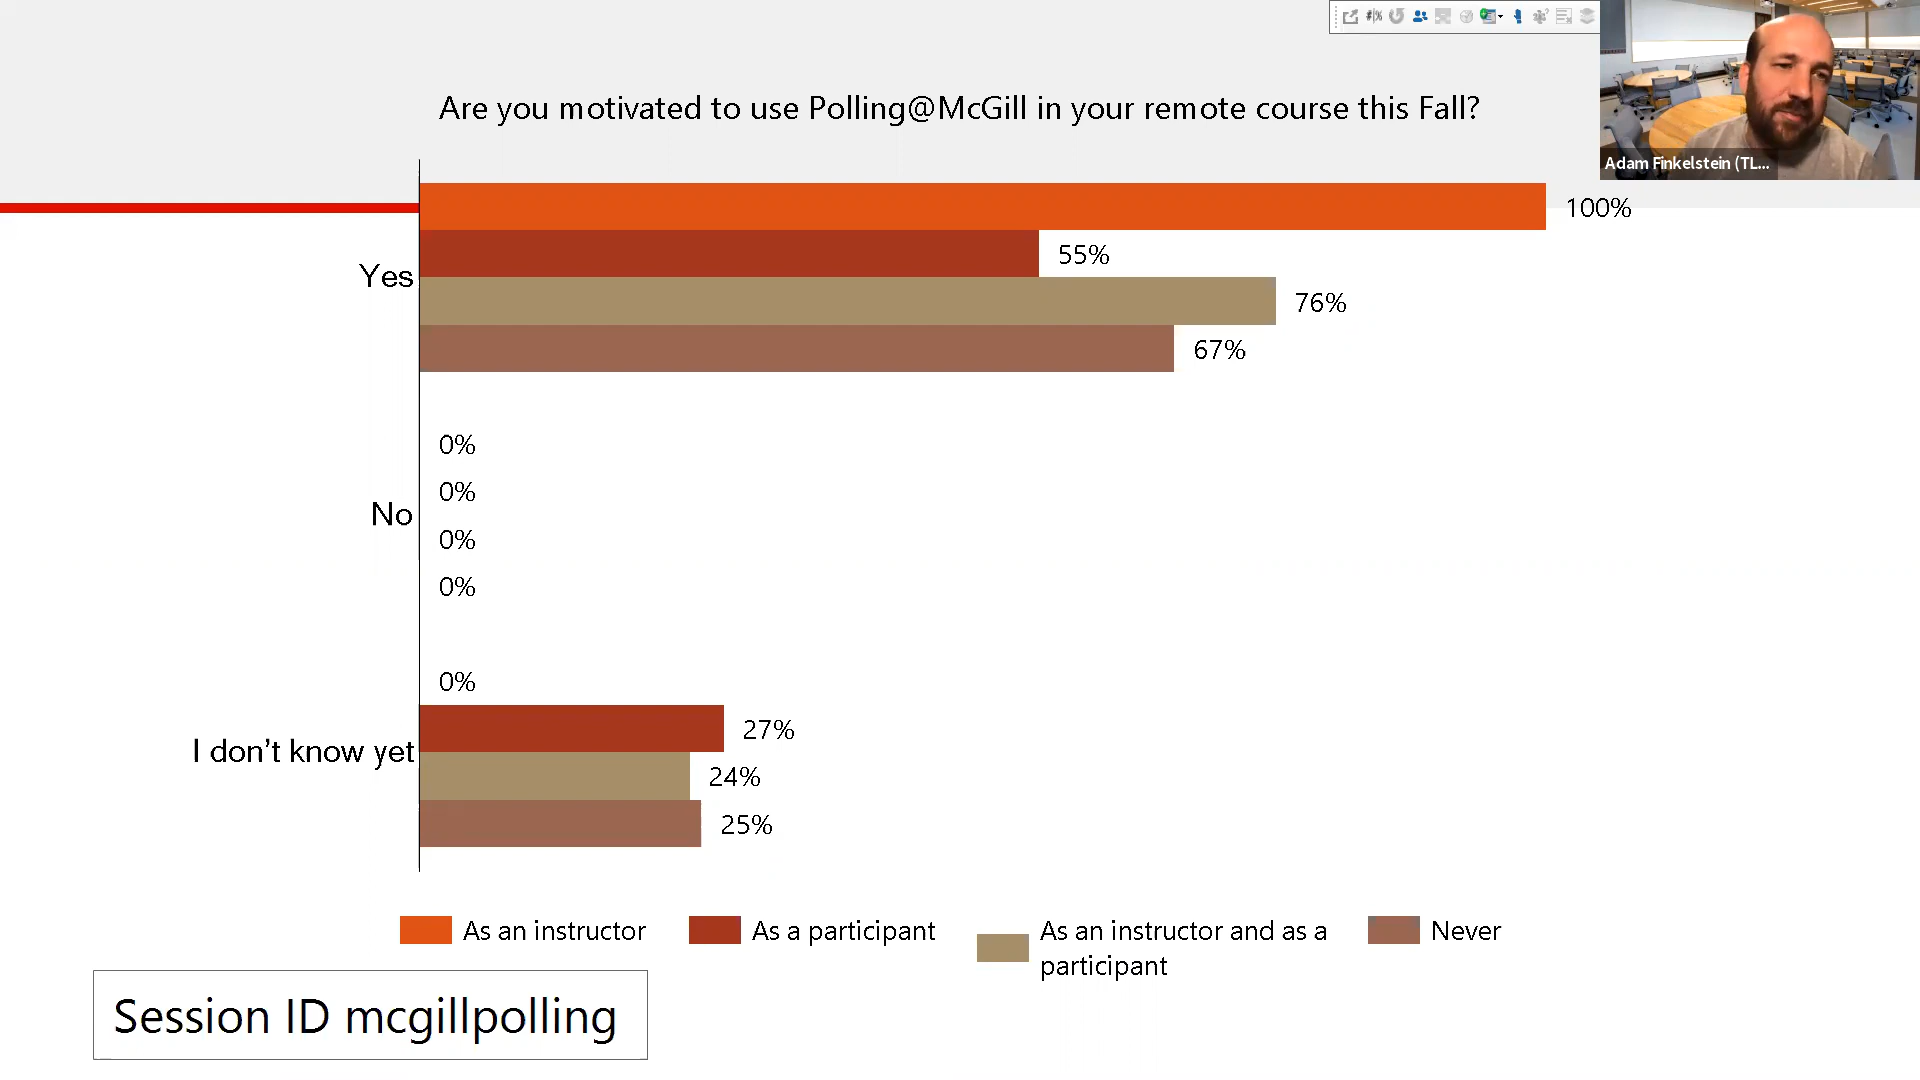 Are you motivated to use Polling@McGill in your remote course this Fall?
Adam Finkelstein (TL...
Yes
100%
55%
76%
67%
No
0%
0%
0%
0%
I don't know yet
0%
27%
24%
25%
As an instructor
As a participant
As an instructor and as a
participant
Never
Session ID mcgillpolling